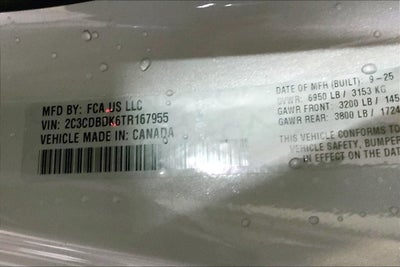 MFD BY: FCA US LLC
VIN: 2C3CDBDK6TR167955
VEHICLE MADE IN: CANADA
DATE OF MFR (BUILT): 9-25
GVWR: 6950 LB / 3153 KG
GAWR FRONT: 3200 LB / 145
GAWR REAR: 3800 LB / 1724
THIS VEHICLE CONFORMS TO
VEHICLE SAFETY, BUMPER
IN EFFECT ON THE DATE